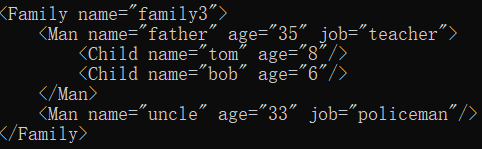 <Family name="family3">
    <Man name="father" age="35" job="teacher">
        <Child name="tom" age="8"/>
        <Child name="bob" age="6"/>
    </Man>
    <Man name="uncle" age="33" job="policeman"/>
</Family>